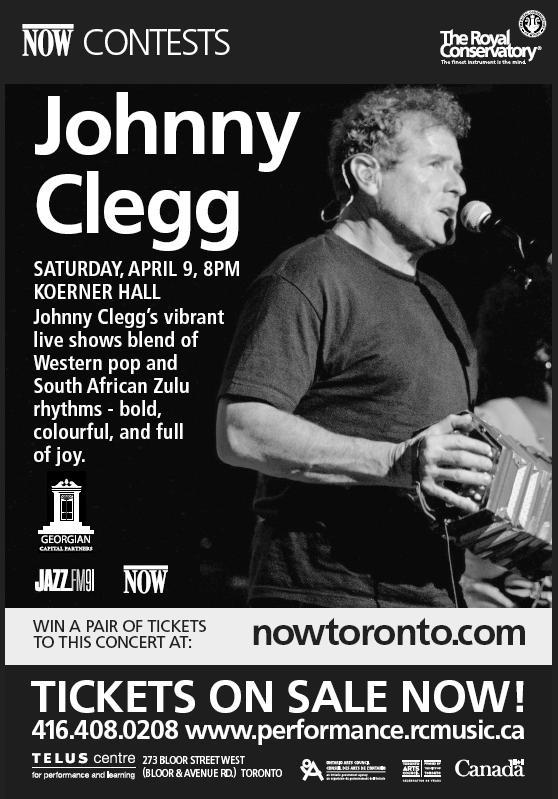 NOW CONTESTS
The Royal
Conservatory®
The finest instrument is the mind.
Johnny
Clegg
SATURDAY, APRIL 9, 8PM
KOERNER HALL
Johnny Clegg's vibrant
live shows blend of
Western pop and
South African Zulu
rhythms - bold,
colourful, and full
of joy.
GEORGIAN
CAPITAL PARTNERS
JAZZ.FM91
NOW
WIN A PAIR OF TICKETS
TO THIS CONCERT AT:
nowtoronto.com
TICKETS ON SALE NOW!
416.408.0208 www.performance.rcmusic.ca
TELUS centre
for performance and learning
273 BLOOR STREET WEST
(BLOOR & AVENUE RD.) TORONTO
ONTARIO ARTS COUNCIL
CONSEIL DES ARTS DE L'ONTARIO
Canada